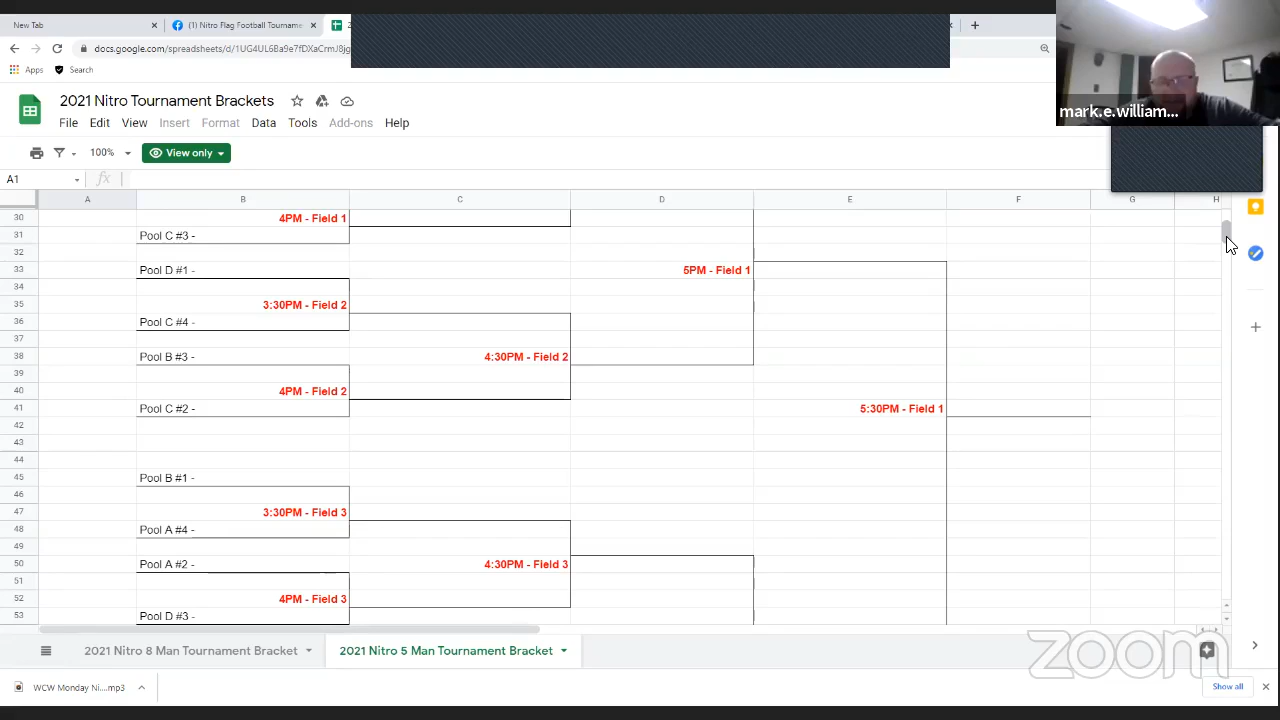 New Tab
(1) Nitro Flag Football Tourname
2
docs.google.com/spreadsheets/d/1UG4UL6Ba9e7fDXaCrmJ8jg
Apps
Search
mark.e.william...
2021 Nitro Tournament Brackets
File Edit View Insert Format Data Tools Add-ons Help
100% View only
A1 fx
A B C D E F G H
30 4PM - Field 1
31 Pool C #3 -
32
33 Pool D #1 - 5PM - Field 1
34
35 3:30PM - Field 2
36 Pool C #4 -
37
38 Pool B #3 - 4:30PM - Field 2
39
40 4PM - Field 2
41 Pool C #2 - 5:30PM - Field 1
42
43
44
45 Pool B #1 -
46
47 3:30PM - Field 3
48 Pool A #4 -
49
50 Pool A #2 - 4:30PM - Field 3
51
52 4PM - Field 3
53 Pool D #3 -
2021 Nitro 8 Man Tournament Bracket 2021 Nitro 5 Man Tournament Bracket
zoom
WCW Monday Ni....mp3
Show all